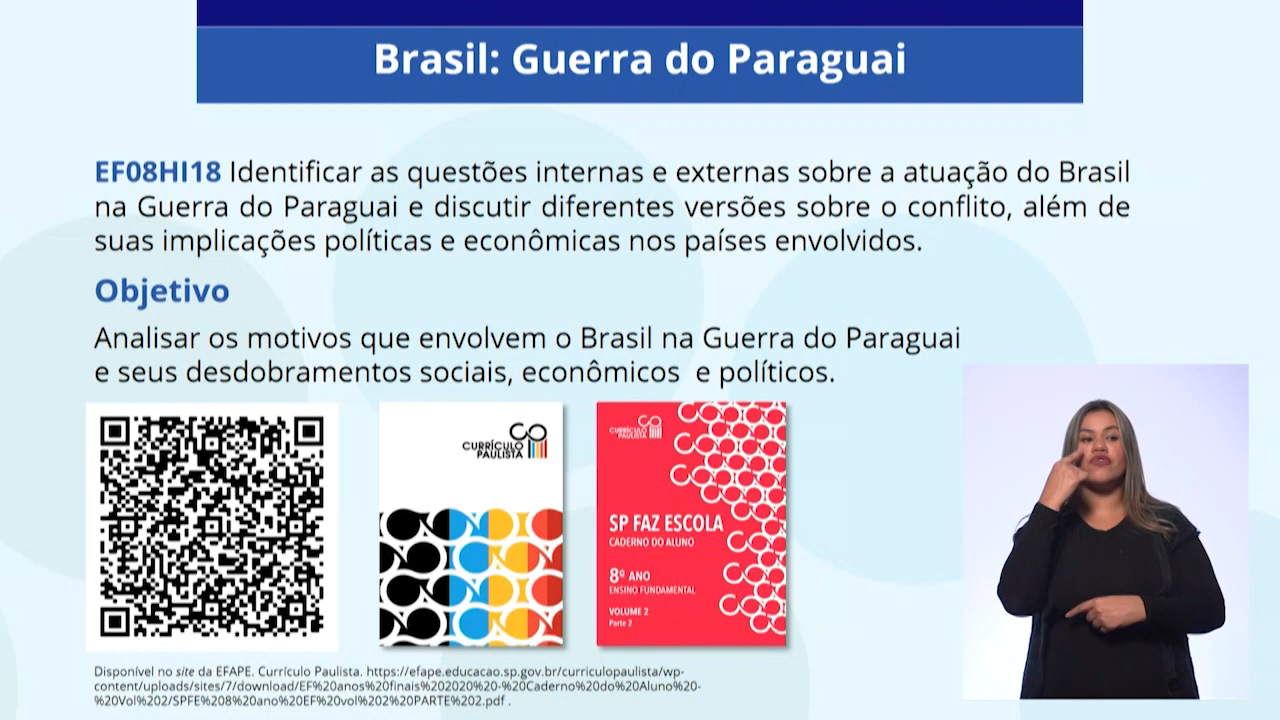 Brasil: Guerra do Paraguai
EF08HI18 Identificar as questões internas e externas sobre a atuação do Brasil
na Guerra do Paraguai e discutir diferentes versões sobre o conflito, além de
suas implicações políticas e econômicas nos países envolvidos.
Objetivo
Analisar os motivos que envolvem o Brasil na Guerra do Paraguai
e seus desdobramentos sociais, econômicos e políticos.
CURRÍCULO
PAULISTA
CURRÍCULO
PAULISTA
SP FAZ ESCOLA
CADERNO DO ALUNO
8º ANO
ENSINO FUNDAMENTAL
VOLUME 2
Parte 2
Disponível no site da EFAPE. Currículo Paulista. https://efape.educacao.sp.gov.br/curriculopaulista/wp-
content/uploads/sites/7/download/EF%20anos%20finais%202020%20-%20Caderno%20do%20Aluno%20-
%20Vol%202/SPFE%208%20ano%20EF%20vol%202%20PARTE%202.pdf .